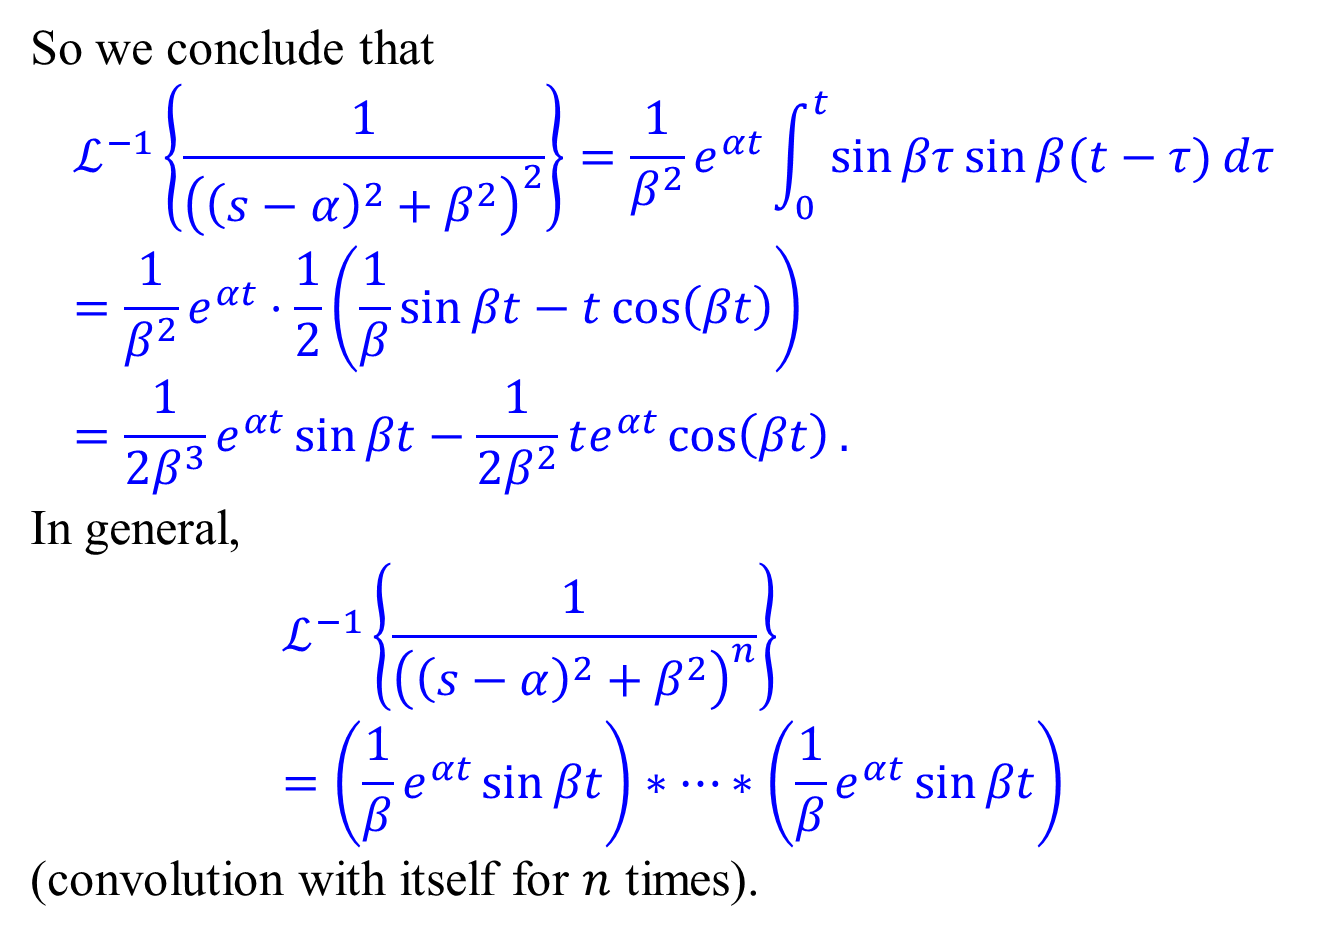 So we conclude that
ℒ⁻¹{1/((s − α)² + β²)²} = 1/β² e^{αt} ∫₀ᵗ sin βτ sin β(t − τ) dτ
= 1/β² e^{αt} · 1/2 (1/β sin βt − t cos(βt))
= 1/(2β³) e^{αt} sin βt − 1/(2β²) te^{αt} cos(βt) .
In general,
ℒ⁻¹{1/((s − α)² + β²)ⁿ}
= (1/β e^{αt} sin βt) ∗ ⋯ ∗ (1/β e^{αt} sin βt)
(convolution with itself for n times).